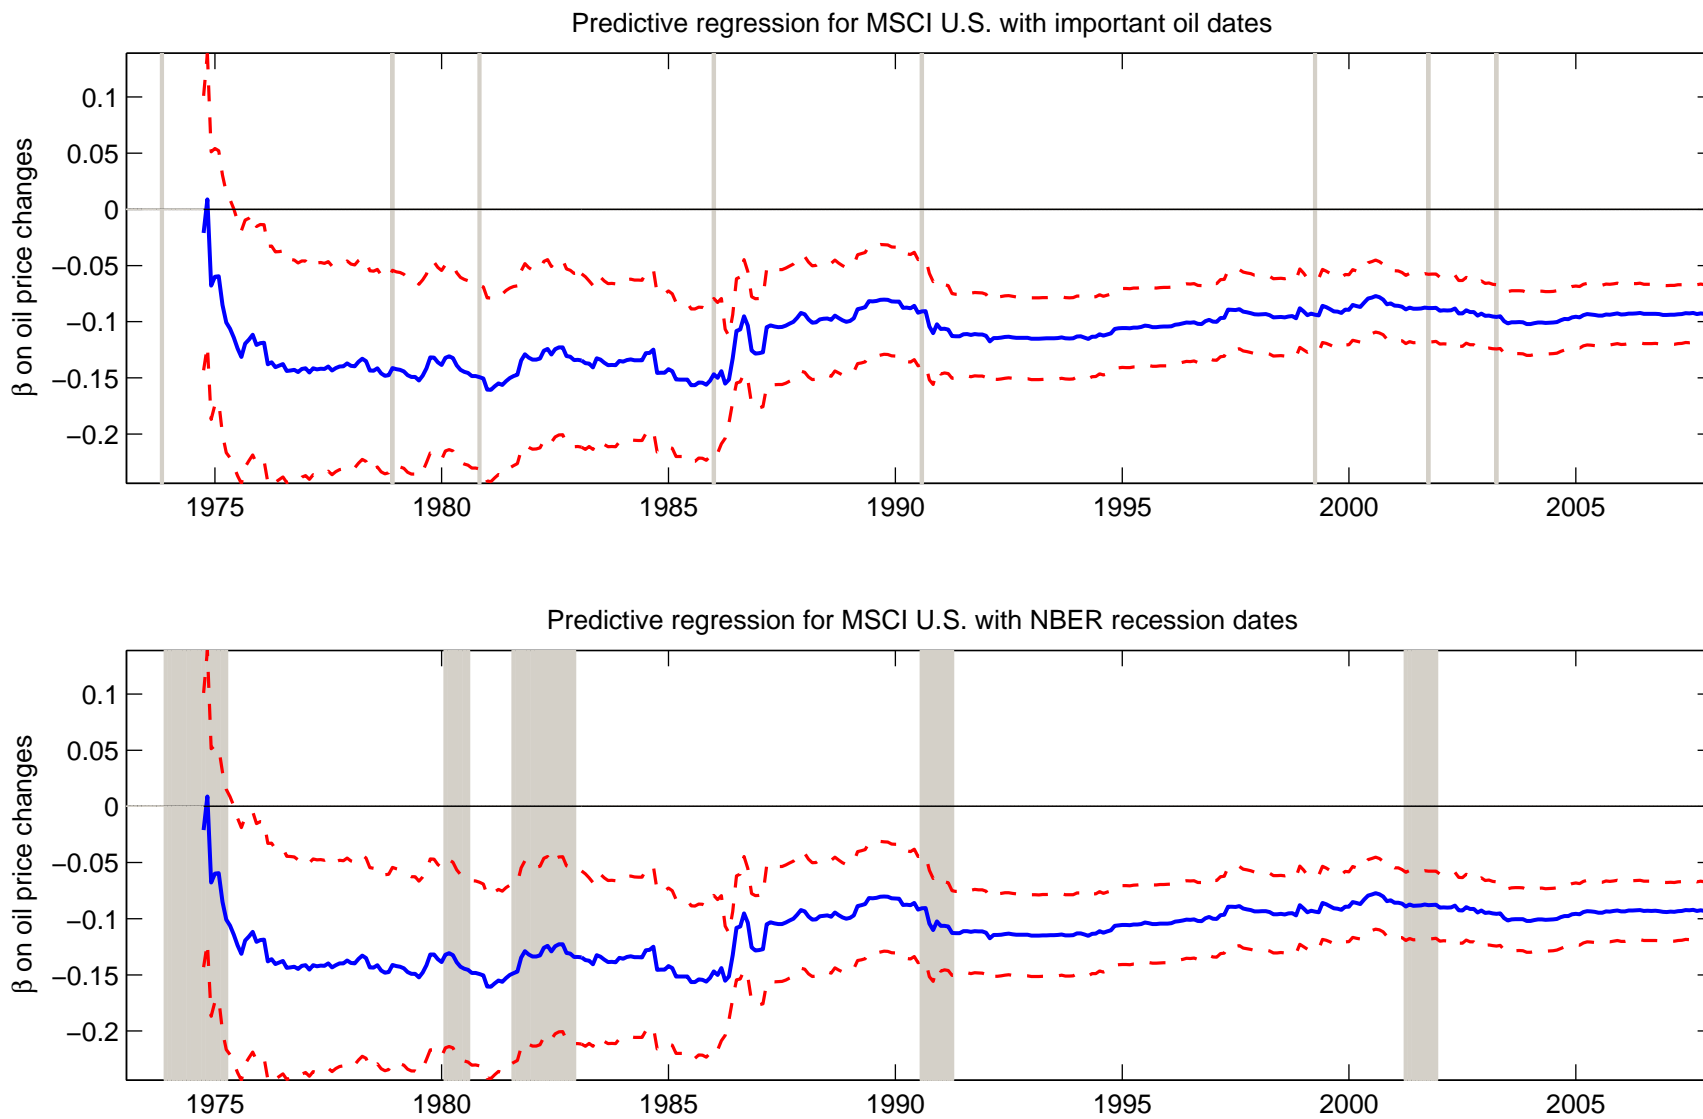 Predictive regression for MSCI U.S. with important oil dates
β on oil price changes
0.1
0.05
0
−0.05
−0.1
−0.15
−0.2
1975 1980 1985 1990 1995 2000 2005
Predictive regression for MSCI U.S. with NBER recession dates
β on oil price changes
0.1
0.05
0
−0.05
−0.1
−0.15
−0.2
1975 1980 1985 1990 1995 2000 2005